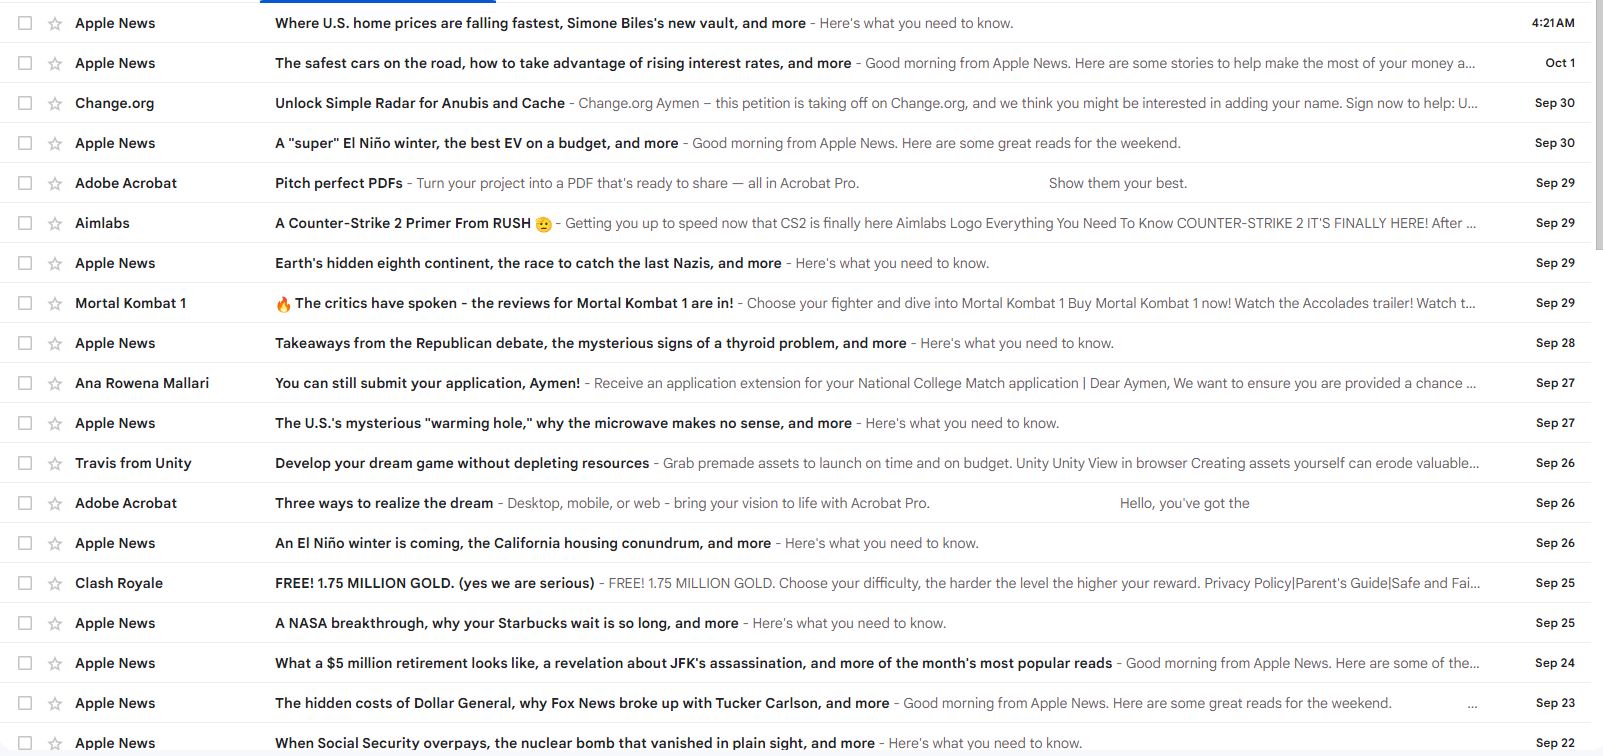 Apple News Where U.S. home prices are falling fastest, Simone Biles's new vault, and more - Here's what you need to know. 4:21 AM
Apple News The safest cars on the road, how to take advantage of rising interest rates, and more - Good morning from Apple News. Here are some stories to help make the most of your money a... Oct 1
Change.org Unlock Simple Radar for Anubis and Cache - Change.org Aymen – this petition is taking off on Change.org, and we think you might be interested in adding your name. Sign now to help: U... Sep 30
Apple News A "super" El Niño winter, the best EV on a budget, and more - Good morning from Apple News. Here are some great reads for the weekend. Sep 30
Adobe Acrobat Pitch perfect PDFs - Turn your project into a PDF that's ready to share — all in Acrobat Pro. Show them your best. Sep 29
Aimlabs A Counter-Strike 2 Primer From RUSH 🫡 - Getting you up to speed now that CS2 is finally here Aimlabs Logo Everything You Need To Know COUNTER-STRIKE 2 IT'S FINALLY HERE! After ... Sep 29
Apple News Earth's hidden eighth continent, the race to catch the last Nazis, and more - Here's what you need to know. Sep 29
Mortal Kombat 1 🔥 The critics have spoken - the reviews for Mortal Kombat 1 are in! - Choose your fighter and dive into Mortal Kombat 1 Buy Mortal Kombat 1 now! Watch the Accolades trailer! Watch t... Sep 29
Apple News Takeaways from the Republican debate, the mysterious signs of a thyroid problem, and more - Here's what you need to know. Sep 28
Ana Rowena Mallari You can still submit your application, Aymen! - Receive an application extension for your National College Match application | Dear Aymen, We want to ensure you are provided a chance ... Sep 27
Apple News The U.S.'s mysterious "warming hole," why the microwave makes no sense, and more - Here's what you need to know. Sep 27
Travis from Unity Develop your dream game without depleting resources - Grab premade assets to launch on time and on budget. Unity Unity View in browser Creating assets yourself can erode valuable... Sep 26
Adobe Acrobat Three ways to realize the dream - Desktop, mobile, or web - bring your vision to life with Acrobat Pro. Hello, you've got the Sep 26
Apple News An El Niño winter is coming, the California housing conundrum, and more - Here's what you need to know. Sep 26
Clash Royale FREE! 1.75 MILLION GOLD. (yes we are serious) - FREE! 1.75 MILLION GOLD. Choose your difficulty, the harder the level the higher your reward. Privacy Policy|Parent's Guide|Safe and Fai... Sep 25
Apple News A NASA breakthrough, why your Starbucks wait is so long, and more - Here's what you need to know. Sep 25
Apple News What a $5 million retirement looks like, a revelation about JFK's assassination, and more of the month's most popular reads - Good morning from Apple News. Here are some of the... Sep 24
Apple News The hidden costs of Dollar General, why Fox News broke up with Tucker Carlson, and more - Good morning from Apple News. Here are some great reads for the weekend. ... Sep 23
Apple News When Social Security overpays, the nuclear bomb that vanished in plain sight, and more - Here's what you need to know. Sep 22